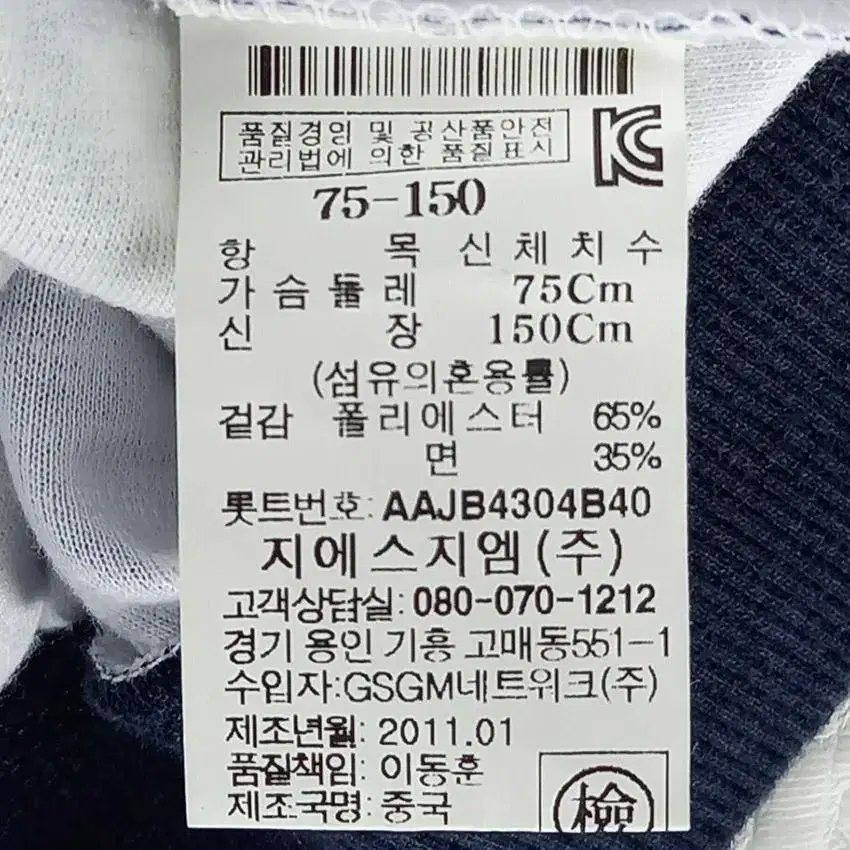 품질경영 및 공산품안전
관리법에 의한 품질표시
KC
75-150
항 목 신체치수
가슴둘레 75Cm
신 장 150Cm
(섬유의혼용률)
겉감 폴리에스터 65%
면 35%
롯트번호: AAJB4304B40
지에스지엠(주)
고객상담실: 080-070-1212
경기 용인 기흥 고매동551-1
수입자:GSGM네트워크(주)
제조년월: 2011.01
품질책임: 이동훈
제조국명: 중국
檢